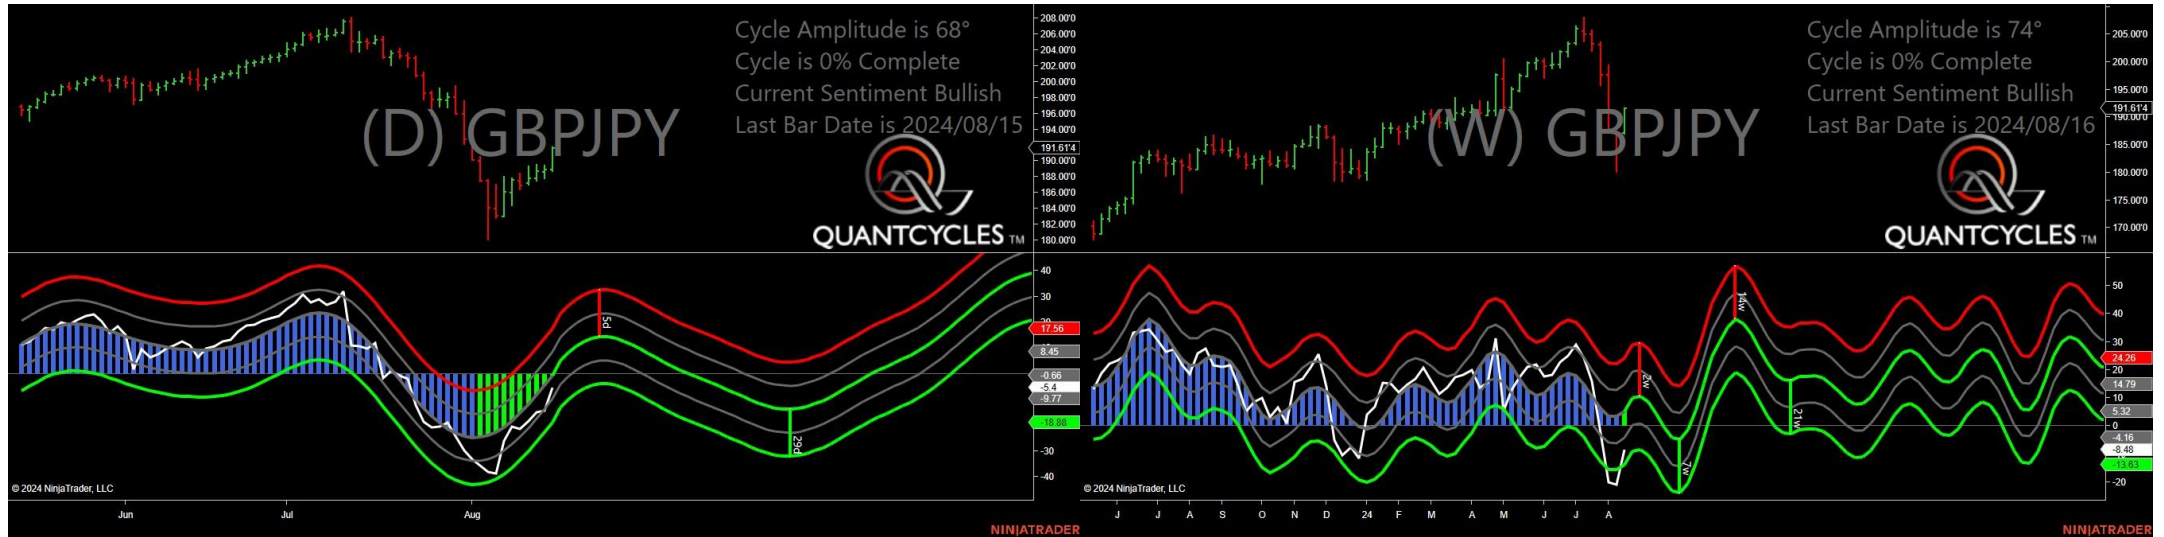 Cycle Amplitude is 68°
Cycle is 0% Complete
Current Sentiment Bullish
Last Bar Date is 2024/08/15
(D) GBPJPY
QUANTCYCLES TM
208.00'0
206.00'0
204.00'0
202.00'0
200.00'0
198.00'0
196.00'0
194.00'0
191.61'4
190.00'0
188.00'0
186.00'0
184.00'0
182.00'0
180.00'0
40
30
17.56
8.45
-0.66
-5.4
-9.77
-18.88
-30
-40
5d
29d
© 2024 NinjaTrader, LLC
Jun Jul Aug
NINJATRADER
Cycle Amplitude is 74°
Cycle is 0% Complete
Current Sentiment Bullish
Last Bar Date is 2024/08/16
(W) GBPJPY
QUANTCYCLES TM
205.00'0
200.00'0
195.00'0
191.61'4
190.00'0
185.00'0
180.00'0
175.00'0
170.00'0
50
40
30
24.26
20
14.79
10
5.32
0
-4.16
-8.48
-13.63
-20
2w
7w
14w
21w
© 2024 NinjaTrader, LLC
J J A S O N D 24 F M A M J J A
NINJATRADER